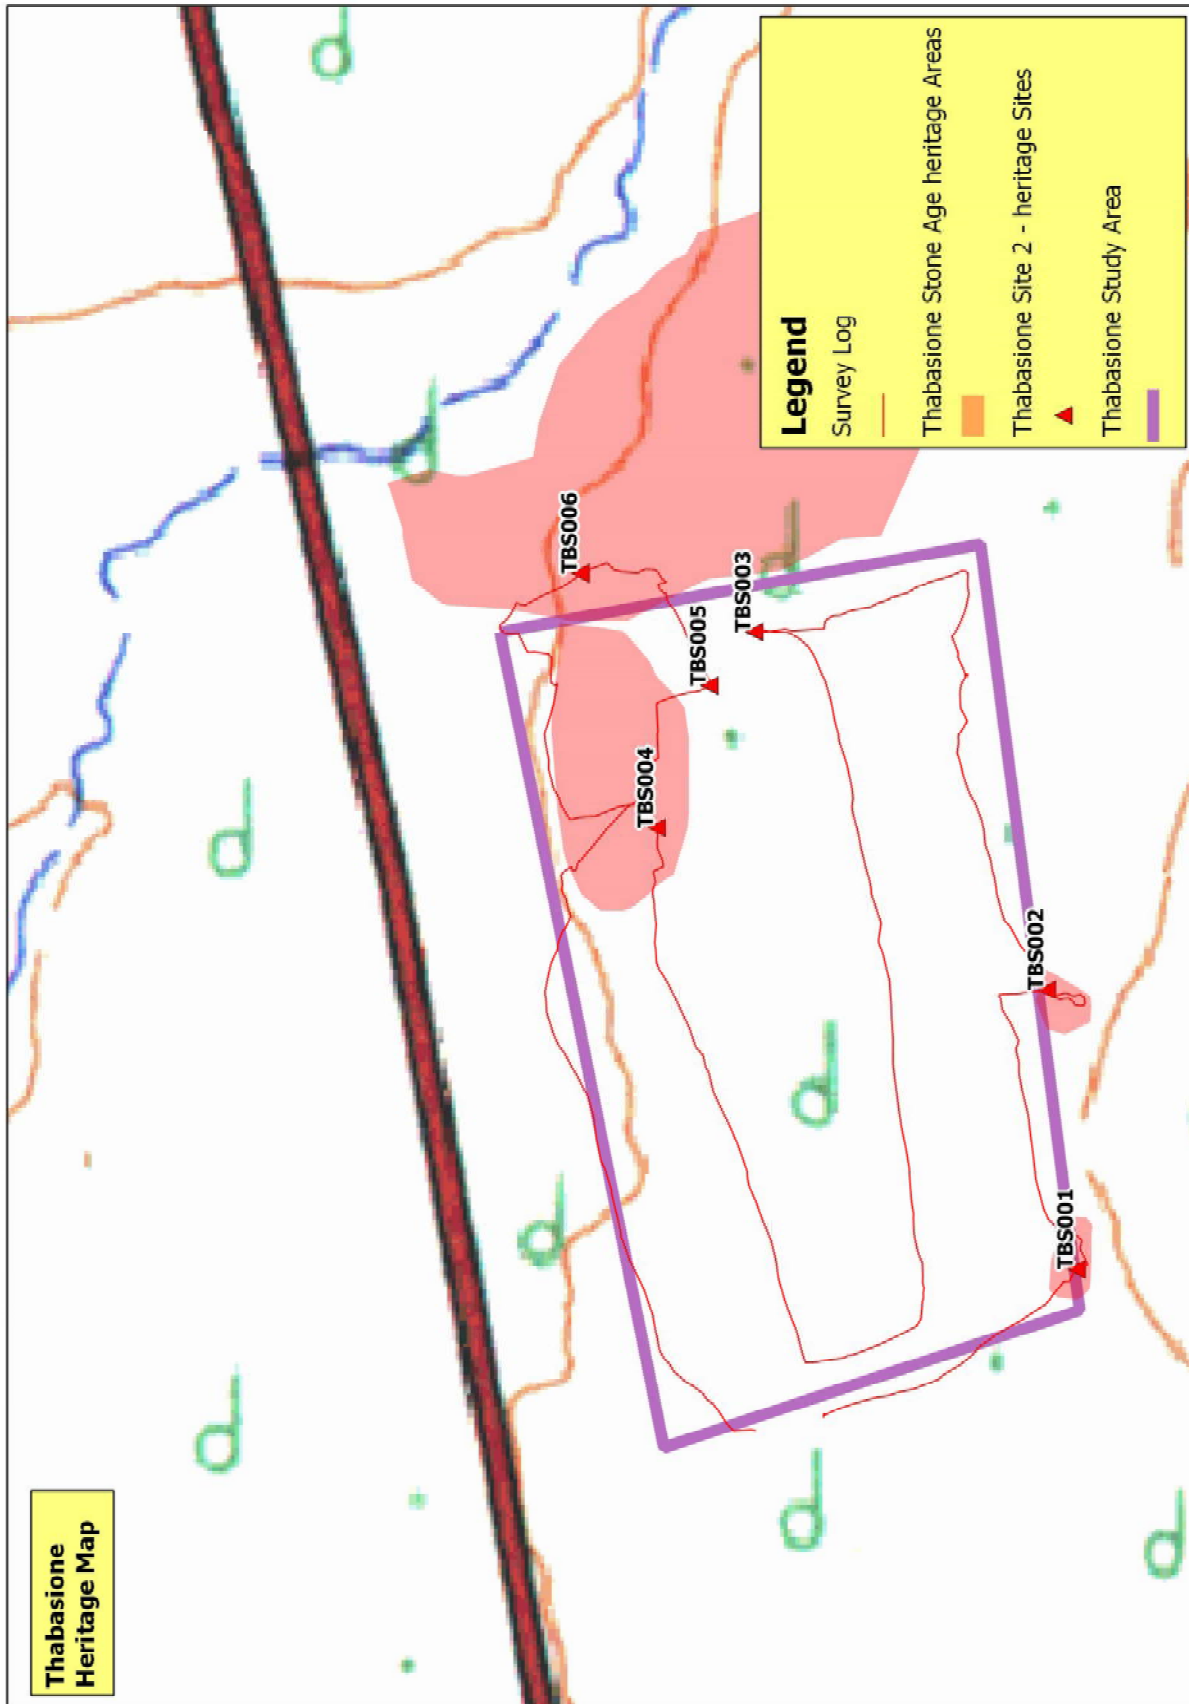 Thabasione
Heritage Map
TBS001
TBS002
TBS003
TBS004
TBS005
TBS006
Legend
Survey Log
Thabasione Stone Age heritage Areas
Thabasione Site 2 - heritage Sites
Thabasione Study Area